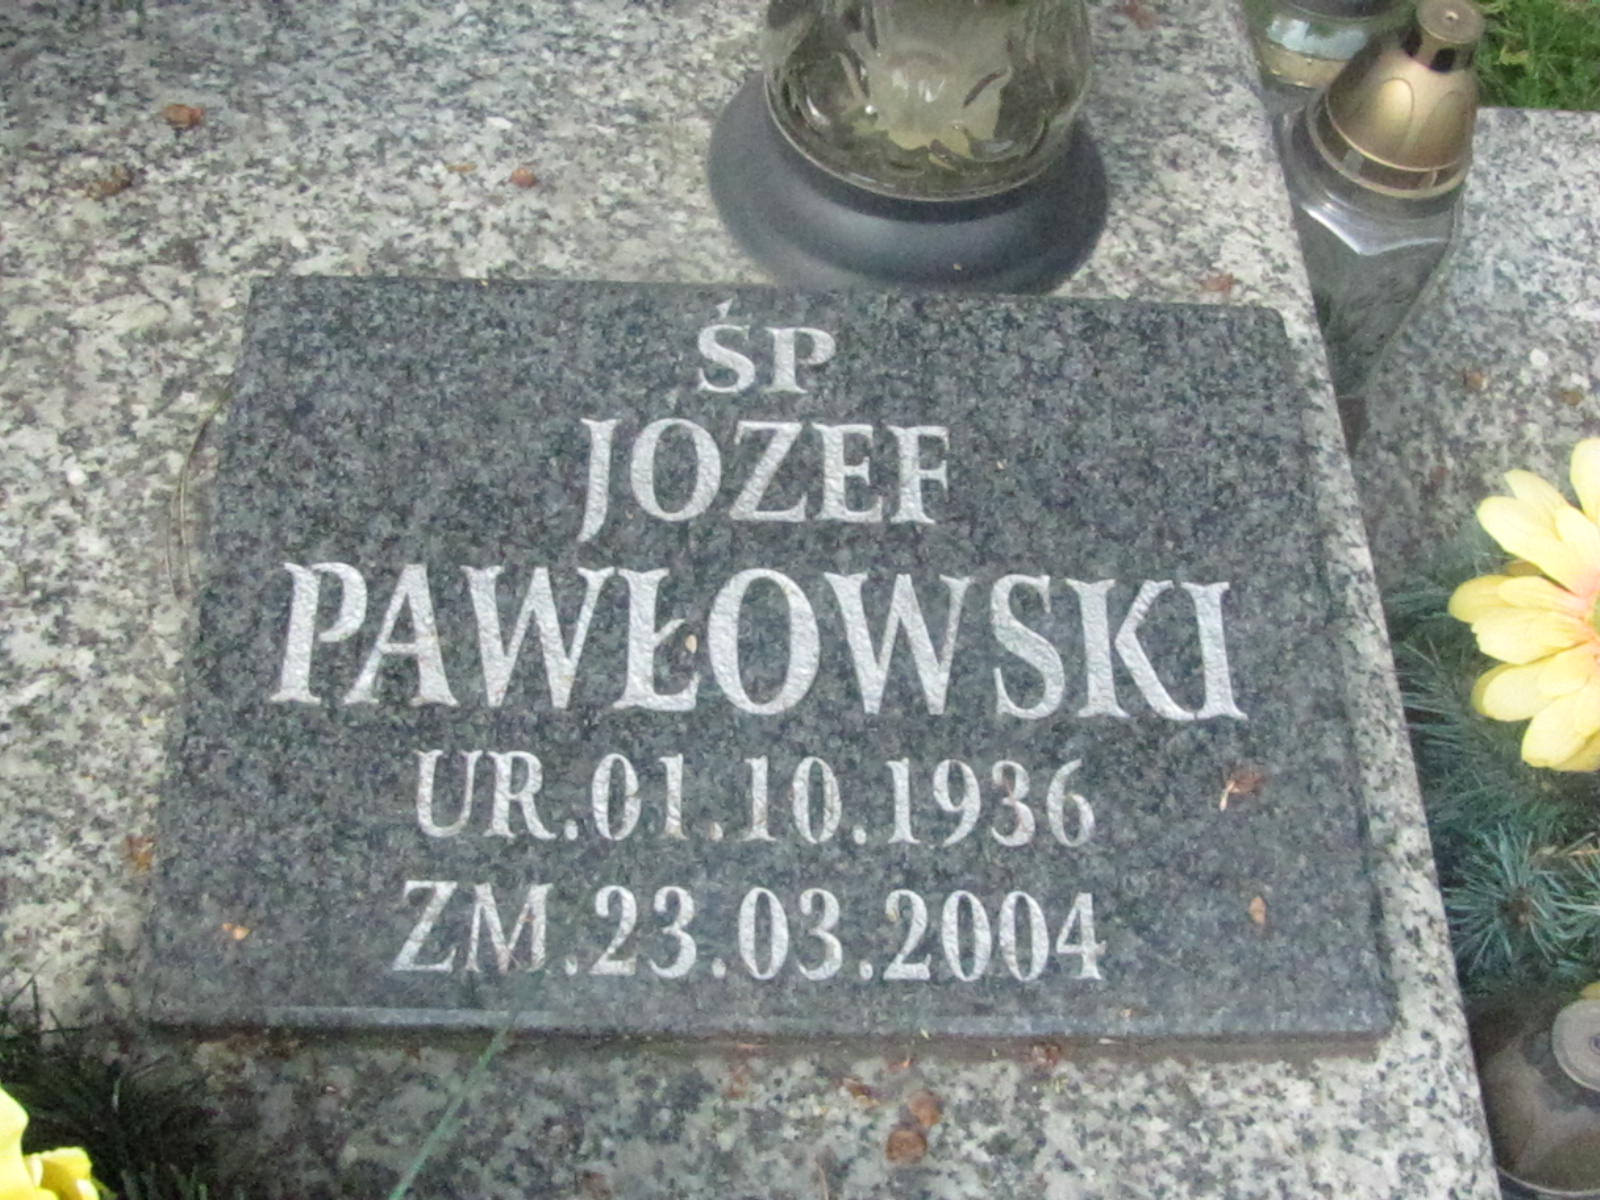 ŚP
JOZEF
PAWŁOWSKI
UR.01.10.1936
ZM.23.03.2004